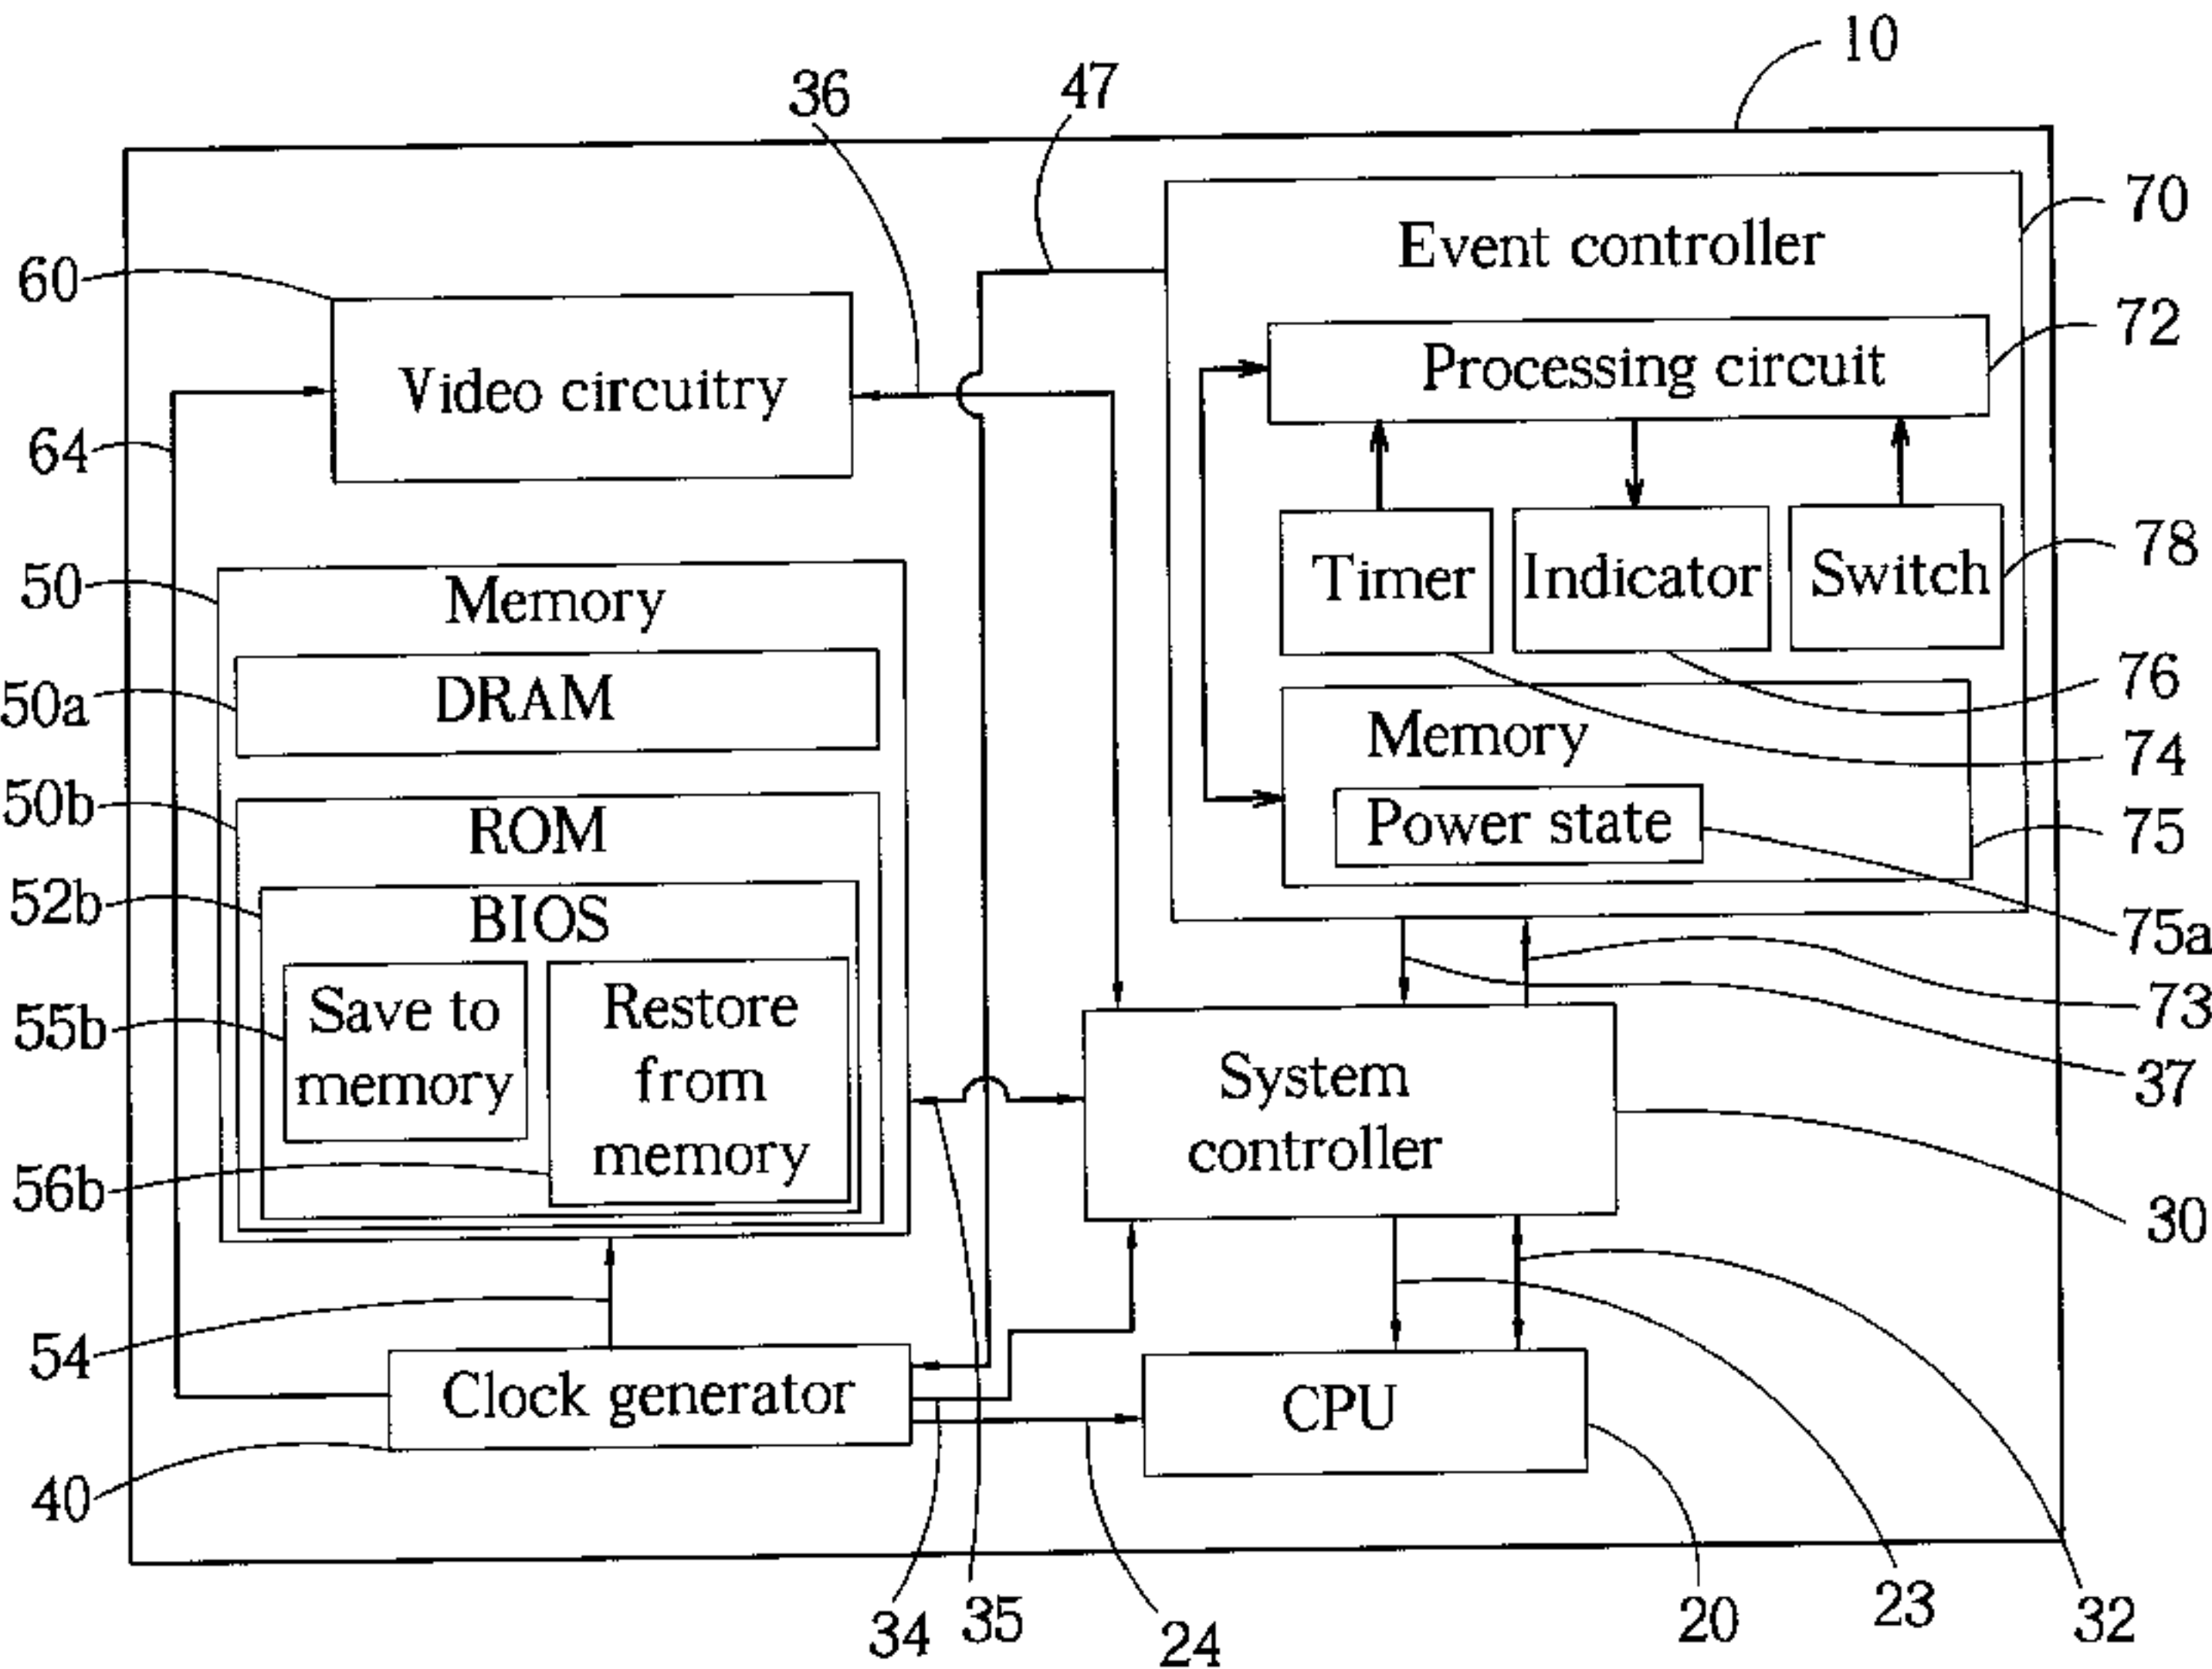 10
47
36
70
Event controller
60
72
Processing circuit
Video circuitry
64
78
Timer
Indicator
Switch
50
Memory
76
50a
DRAM
Memory
74
50b
ROM
Power state
75
52b
BIOS
75a
55b
Save to
memory
Restore
from
memory
73
System
controller
37
56b
30
54
Clock generator
CPU
40
34
35
24
20
23
32